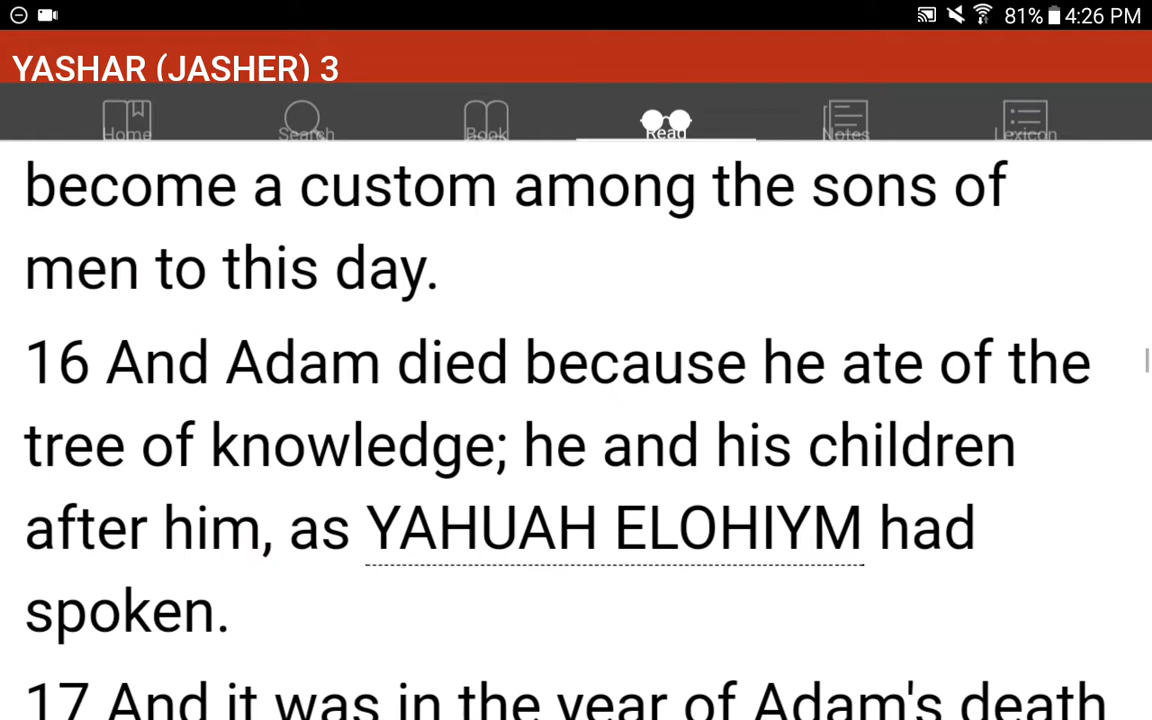 81% 4:26 PM
YASHAR (JASHER) 3
Home Search Book Read Notes Lexicon
become a custom among the sons of
men to this day.
16 And Adam died because he ate of the
tree of knowledge; he and his children
after him, as YAHUAH ELOHIYM had
spoken.
17 And it was in the year of Adam's death